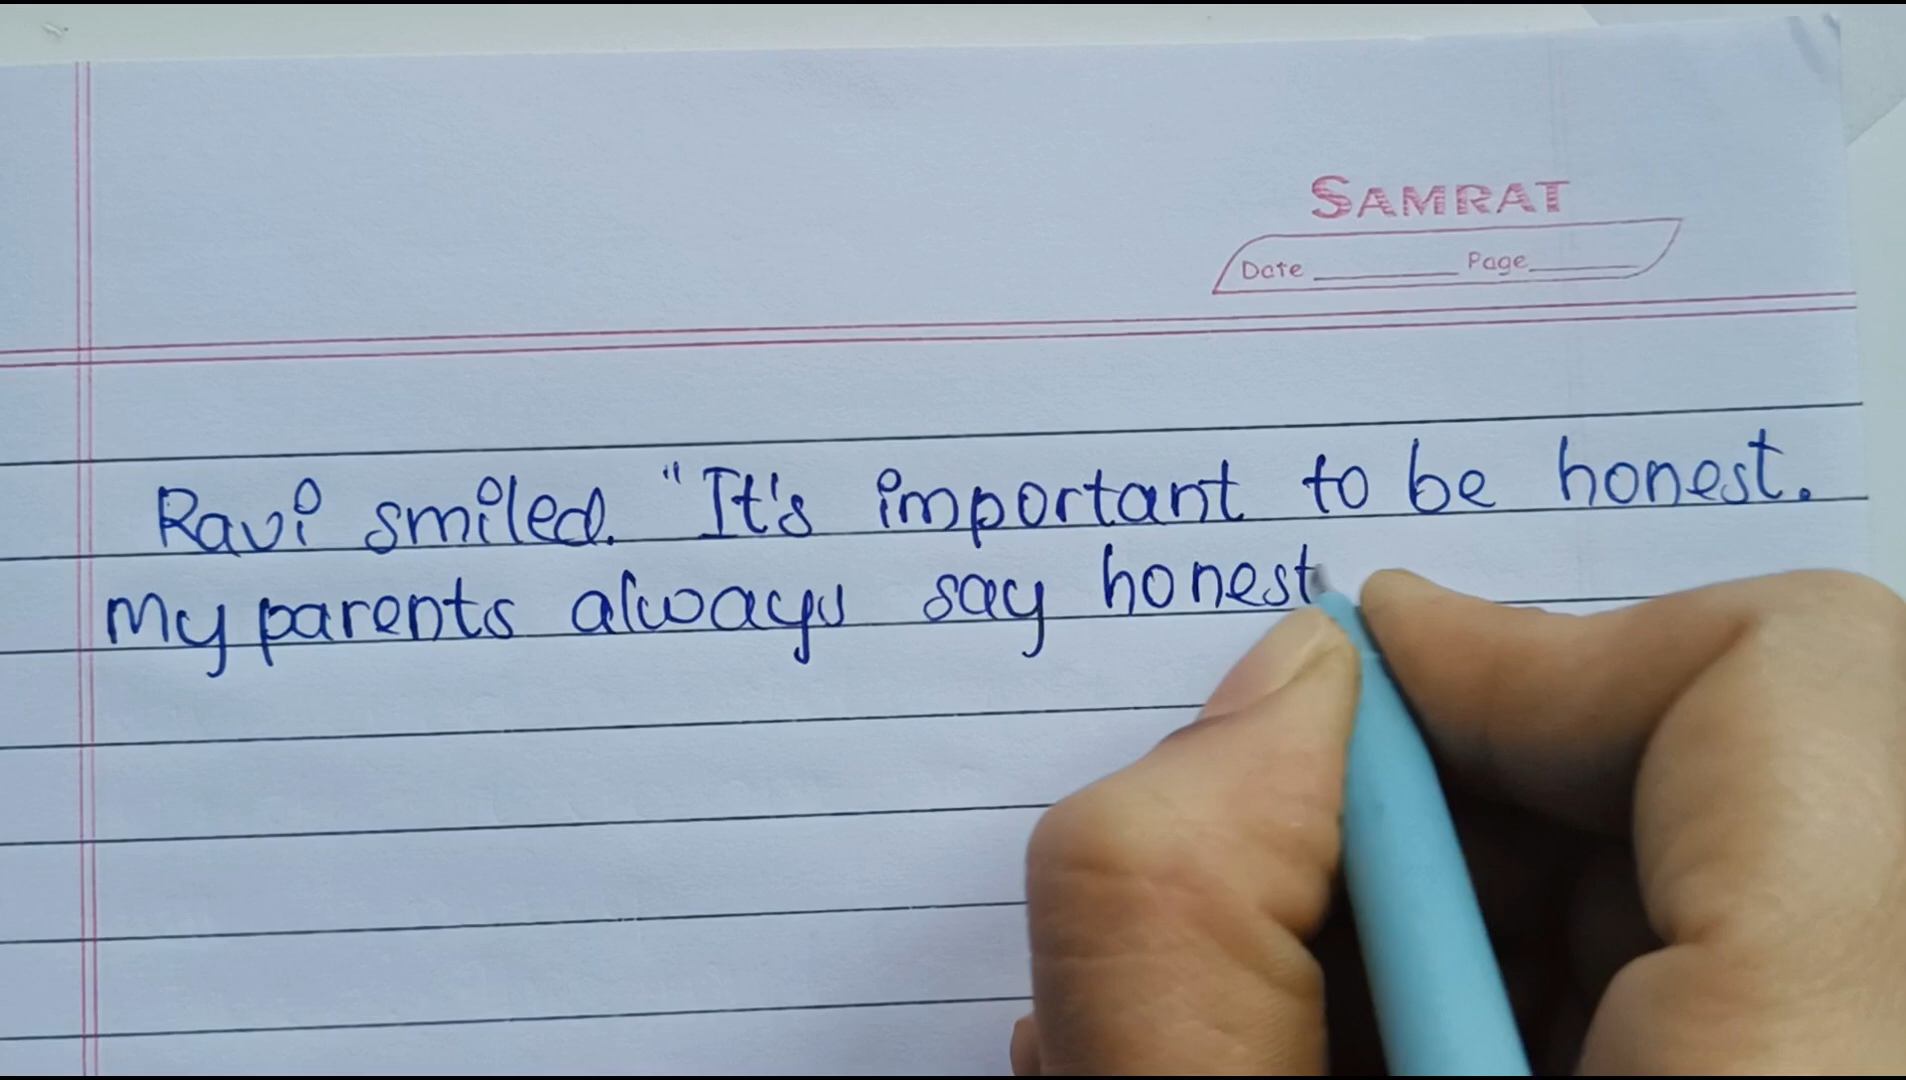 SAMRAT
Date Page
Ravi smiled. "It's important to be honest.
My parents always say honest